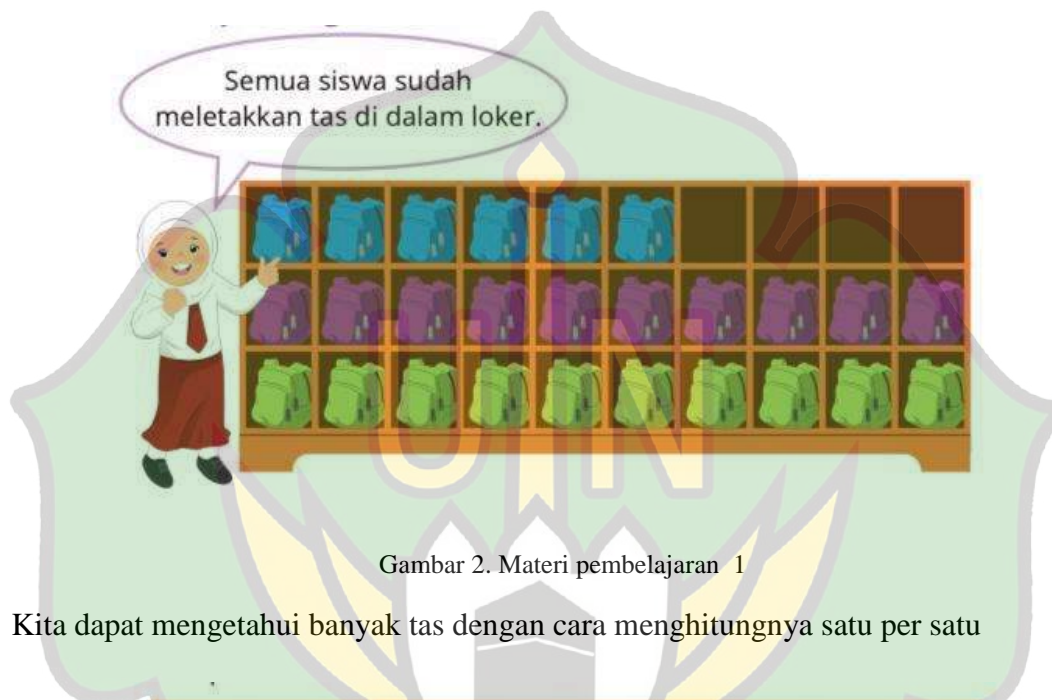 Semua siswa sudah
meletakkan tas di dalam loker.
UIN
Gambar 2. Materi pembelajaran 1
Kita dapat mengetahui banyak tas dengan cara menghitungnya satu per satu